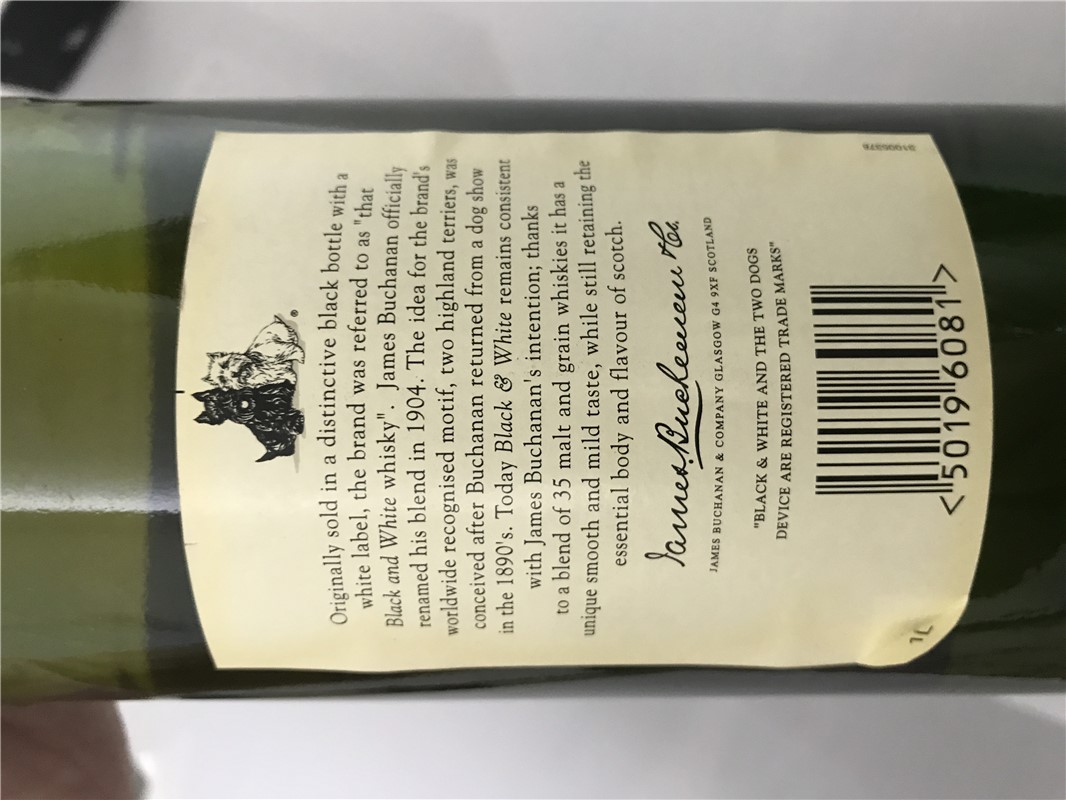 ®
Originally sold in a distinctive black bottle with a
white label, the brand was referred to as "that
Black and White whisky". James Buchanan officially
renamed his blend in 1904. The idea for the brand's
worldwide recognised motif, two highland terriers, was
conceived after Buchanan returned from a dog show
in the 1890's. Today Black & White remains consistent
with James Buchanan's intention; thanks
to a blend of 35 malt and grain whiskies it has a
unique smooth and mild taste, while still retaining the
essential body and flavour of scotch.
James Buchanan & Co.
JAMES BUCHANAN & COMPANY GLASGOW G4 9XF SCOTLAND
"BLACK & WHITE AND THE TWO DOGS
DEVICE ARE REGISTERED TRADE MARKS"
<5019 6081>
1L